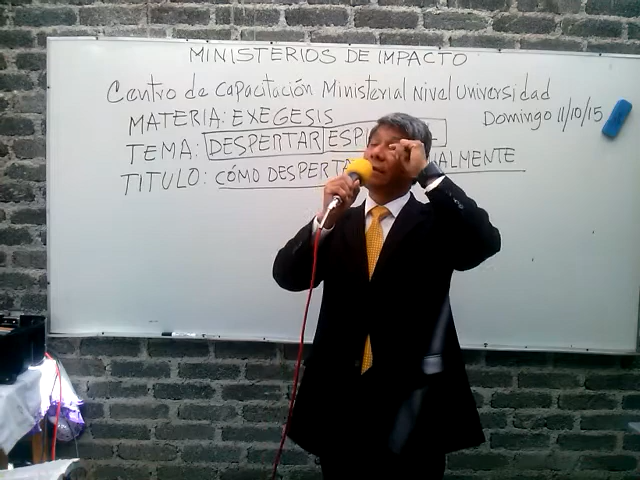 MINISTERIOS DE IMPACTO
Centro de Capacitación Ministerial Nivel Universidad
MATERIA: EXEGESIS
Domingo 11/10/15
TEMA: DESPERTAR
TITULO: CÓMO DESPERTA